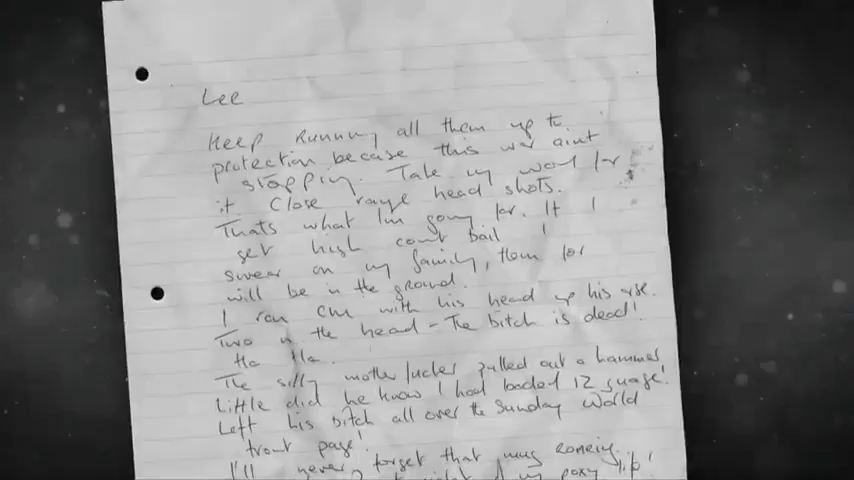 Lee
Keep Running all them up to
protection because this war aint
stopping. Take my word for
it Close range head shots.
Thats what I'm going for. If I
get high court bail I
swear on my family, them for
will be in the ground.
I ran with his head up his arse.
Two in the head - The bitch is dead!
Ha Ha.
The silly motherfucker pulled out a hammer
Little did he know I had loaded 12 guage!
Left his bitch all over the Sunday World
front page!
I'll never forget that mug
my poxy